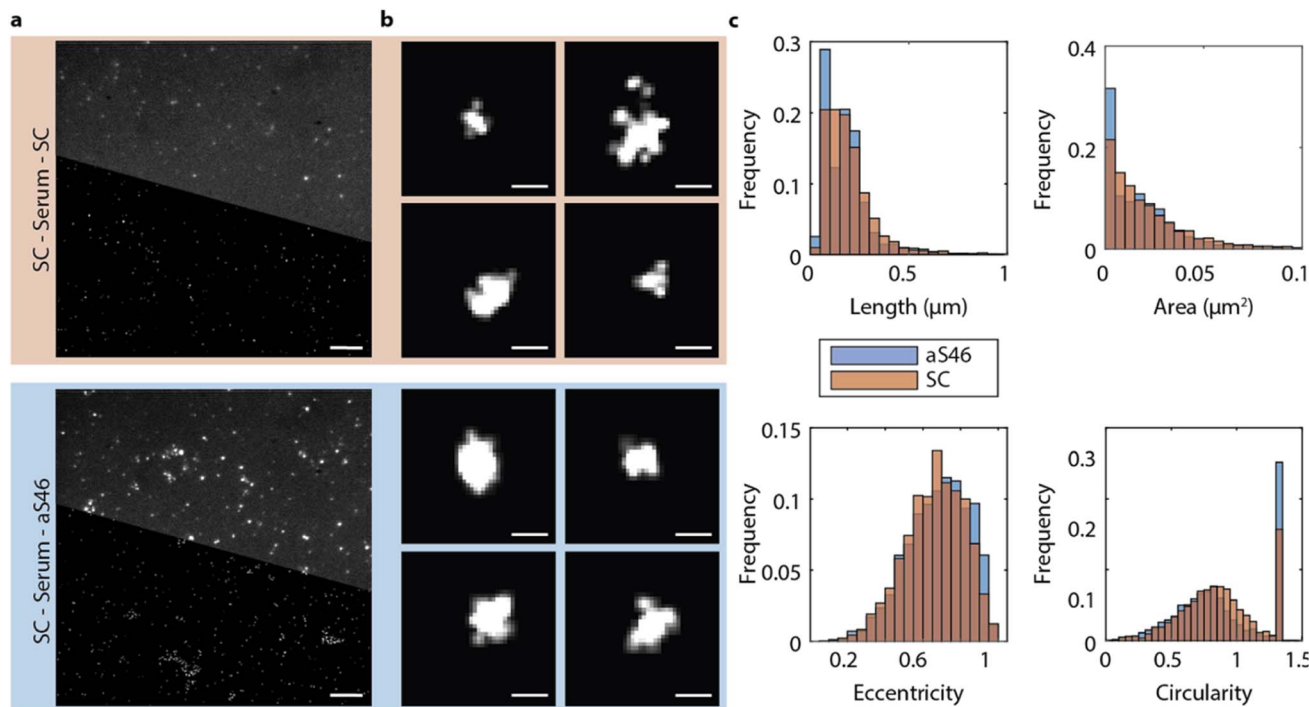 a
b
c
SC - Serum - SC
SC - Serum - aS46
0.3
0.2
0.1
0
Frequency
0
0.5
1
Length (µm)
0.4
0.2
0
Frequency
0
0.05
0.1
Area (µm²)
aS46
SC
0.15
0.1
0.05
0
Frequency
0.2
0.6
1
Eccentricity
0.3
0.2
0.1
0
Frequency
0
0.5
1
1.5
Circularity